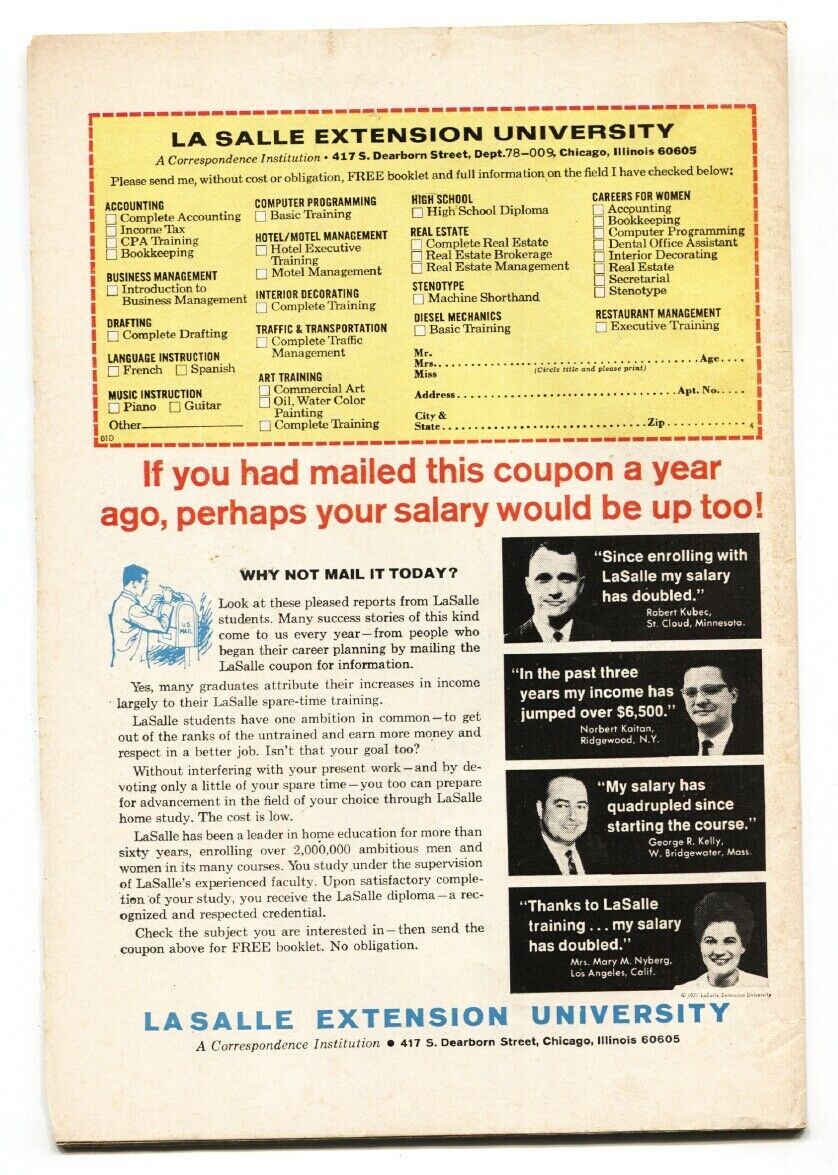 LA SALLE EXTENSION UNIVERSITY
A Correspondence Institution • 417 S. Dearborn Street, Dept.78-009, Chicago, Illinois 60605
Please send me, without cost or obligation, FREE booklet and full information on the field I have checked below:
ACCOUNTING
Complete Accounting
Income Tax
CPA Training
Bookkeeping
BUSINESS MANAGEMENT
Introduction to
Business Management
DRAFTING
Complete Drafting
LANGUAGE INSTRUCTION
French Spanish
MUSIC INSTRUCTION
Piano Guitar
Other
01D
COMPUTER PROGRAMMING
Basic Training
HOTEL/MOTEL MANAGEMENT
Hotel Executive
Training
Motel Management
INTERIOR DECORATING
Complete Training
TRAFFIC & TRANSPORTATION
Complete Traffic
Management
ART TRAINING
Commercial Art
Oil, Water Color
Painting
Complete Training
HIGH SCHOOL
High School Diploma
REAL ESTATE
Complete Real Estate
Real Estate Brokerage
Real Estate Management
STENOTYPE
Machine Shorthand
DIESEL MECHANICS
Basic Training
CAREERS FOR WOMEN
Accounting
Bookkeeping
Computer Programming
Dental Office Assistant
Interior Decorating
Real Estate
Secretarial
Stenotype
RESTAURANT MANAGEMENT
Executive Training
Mr.
Mrs. Age
Miss (Circle title and please print)
Address Apt. No.
City &
State Zip 4
If you had mailed this coupon a year
ago, perhaps your salary would be up too!
U.S.
MAIL
WHY NOT MAIL IT TODAY?
Look at these pleased reports from LaSalle
students. Many success stories of this kind
come to us every year—from people who
began their career planning by mailing the
LaSalle coupon for information.
Yes, many graduates attribute their increases in income
largely to their LaSalle spare-time training.
LaSalle students have one ambition in common—to get
out of the ranks of the untrained and earn more money and
respect in a better job. Isn't that your goal too?
Without interfering with your present work—and by de-
voting only a little of your spare time—you too can prepare
for advancement in the field of your choice through LaSalle
home study. The cost is low.
LaSalle has been a leader in home education for more than
sixty years, enrolling over 2,000,000 ambitious men and
women in its many courses. You study under the supervision
of LaSalle's experienced faculty. Upon satisfactory comple-
tion of your study, you receive the LaSalle diploma—a rec-
ognized and respected credential.
Check the subject you are interested in—then send the
coupon above for FREE booklet. No obligation.
"Since enrolling with
LaSalle my salary
has doubled."
Robert Kubec,
St. Cloud, Minnesota.
"In the past three
years my income has
jumped over $6,500."
Norbert Kaitan,
Ridgewood, N.Y.
"My salary has
quadrupled since
starting the course."
George R. Kelly,
W. Bridgewater, Mass.
"Thanks to LaSalle
training . . . my salary
has doubled."
Mrs. Mary M. Nyberg,
Los Angeles, Calif.
© 1971 LaSalle Extension University
LASALLE EXTENSION UNIVERSITY
A Correspondence Institution ● 417 S. Dearborn Street, Chicago, Illinois 60605